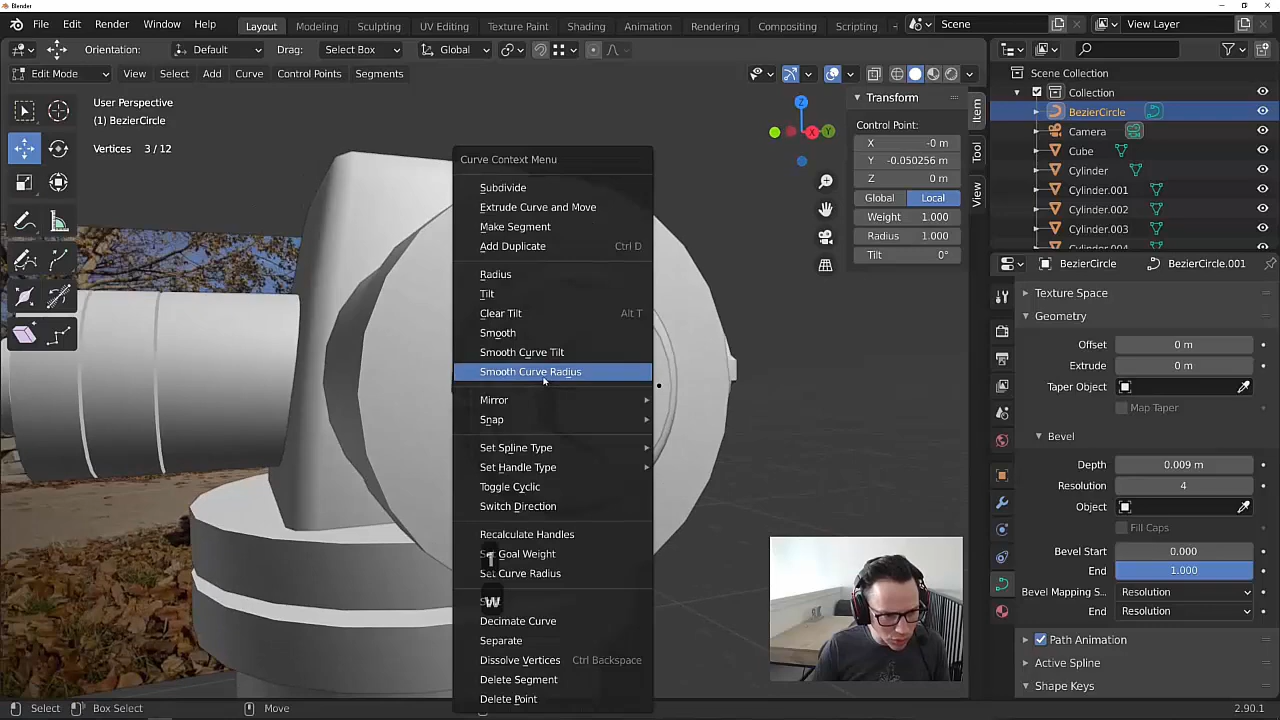 Blender
File Edit Render Window Help Layout Modeling Sculpting UV Editing Texture Paint Shading Animation Rendering Compositing Scripting Scene View Layer
Orientation: Default Drag: Select Box Global
Edit Mode View Select Add Curve Control Points Segments
User Perspective
(1) BezierCircle
Vertices 3 / 12
Z
X
Y
Curve Context Menu
Subdivide
Extrude Curve and Move
Make Segment
Add Duplicate Ctrl D
Radius
Tilt
Clear Tilt Alt T
Smooth
Smooth Curve Tilt
Smooth Curve Radius
Mirror
Snap
Set Spline Type
Set Handle Type
Toggle Cyclic
Switch Direction
Recalculate Handles
Goal Weight
Set Curve Radius
1
w
Decimate Curve
Separate
Dissolve Vertices Ctrl Backspace
Delete Segment
Delete Point
Transform
Control Point:
X -0 m
Y -0.050256 m
Z 0 m
Global Local
Weight 1.000
Radius 1.000
Tilt 0°
Item
Tool
View
Scene Collection
Collection
BezierCircle
Camera
Cube
Cylinder
Cylinder.001
Cylinder.002
Cylinder.003
Cylinder.004
BezierCircle BezierCircle.001
Texture Space
Geometry
Offset 0 m
Extrude 0 m
Taper Object
Map Taper
Bevel
Depth 0.009 m
Resolution 4
Object
Fill Caps
Bevel Start 0.000
End 1.000
Bevel Mapping S... Resolution
End Resolution
Path Animation
Active Spline
Shape Keys
Select Box Select Move 2.90.1